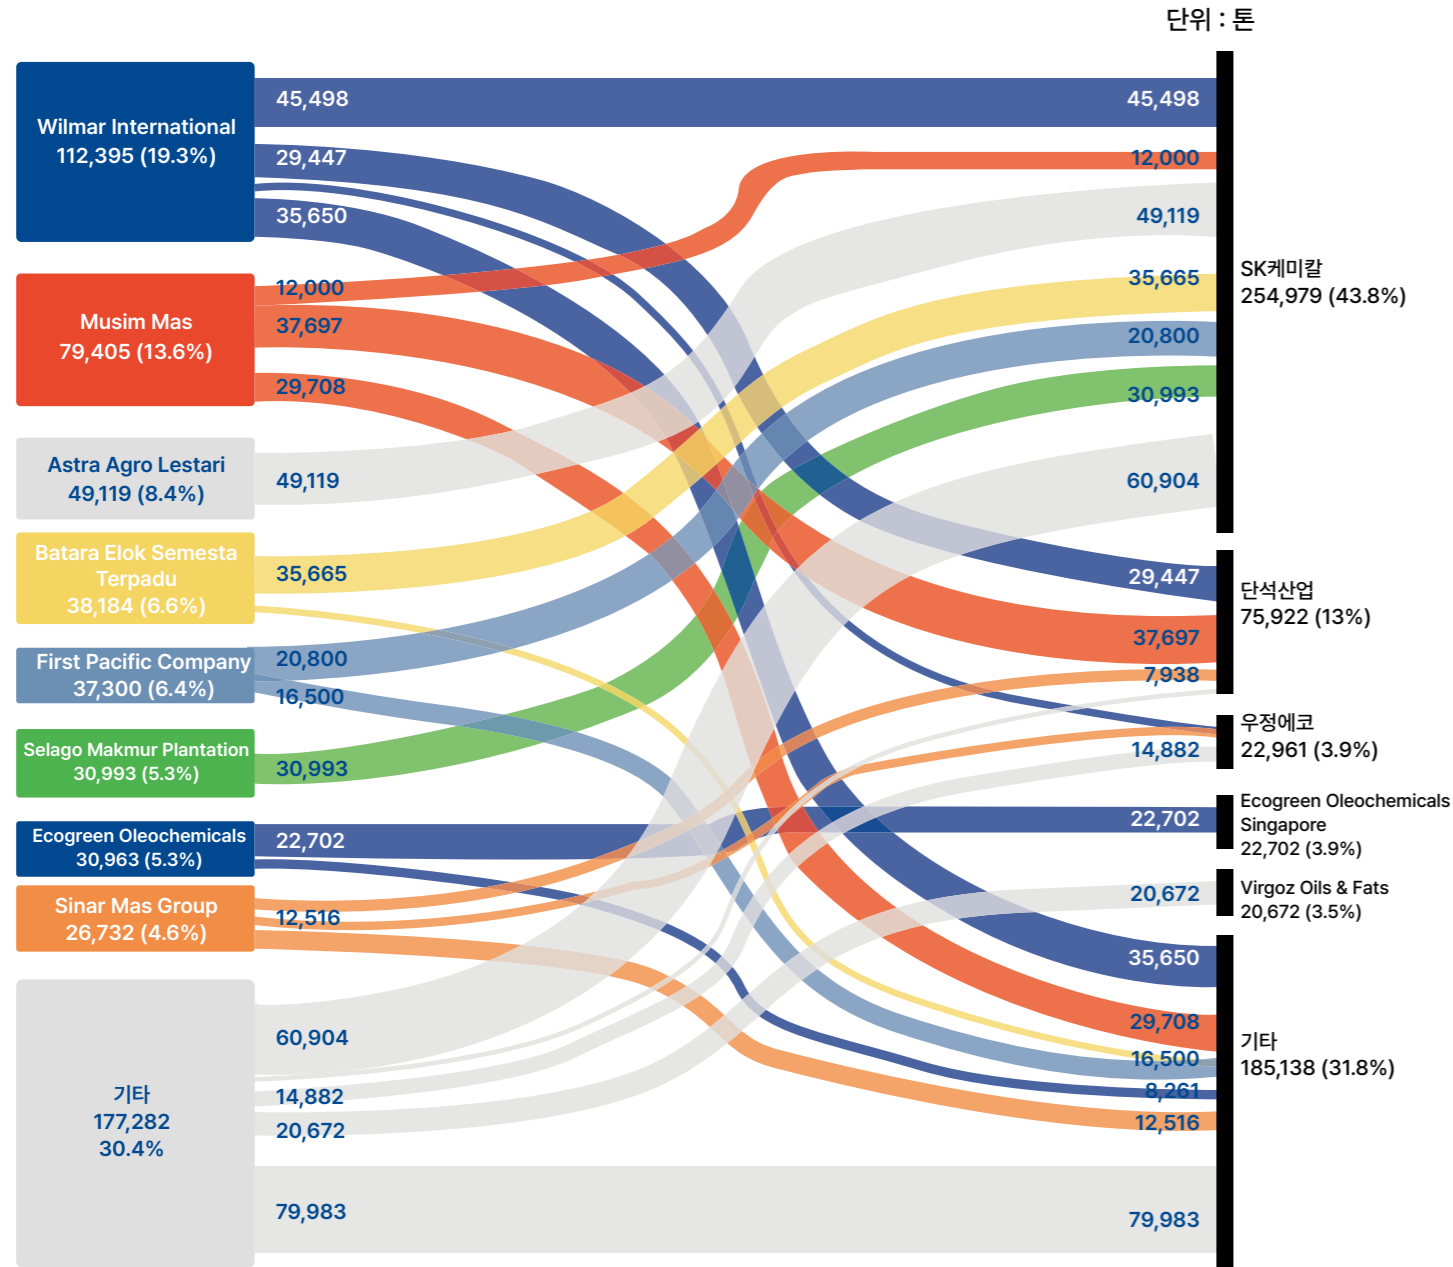 단위 : 톤
Wilmar International
112,395 (19.3%)
Musim Mas
79,405 (13.6%)
Astra Agro Lestari
49,119 (8.4%)
Batara Elok Semesta
Terpadu
38,184 (6.6%)
First Pacific Company
37,300 (6.4%)
Selago Makmur Plantation
30,993 (5.3%)
Ecogreen Oleochemicals
30,963 (5.3%)
Sinar Mas Group
26,732 (4.6%)
기타
177,282
30.4%
45,498
29,447
35,650
12,000
37,697
29,708
49,119
35,665
20,800
16,500
30,993
22,702
12,516
60,904
14,882
20,672
79,983
45,498
12,000
49,119
35,665
20,800
30,993
60,904
29,447
37,697
7,938
14,882
22,702
20,672
35,650
29,708
16,500
8,261
12,516
79,983
SK케미칼
254,979 (43.8%)
단석산업
75,922 (13%)
우정에코
22,961 (3.9%)
Ecogreen Oleochemicals
Singapore
22,702 (3.9%)
Virgoz Oils & Fats
20,672 (3.5%)
기타
185,138 (31.8%)